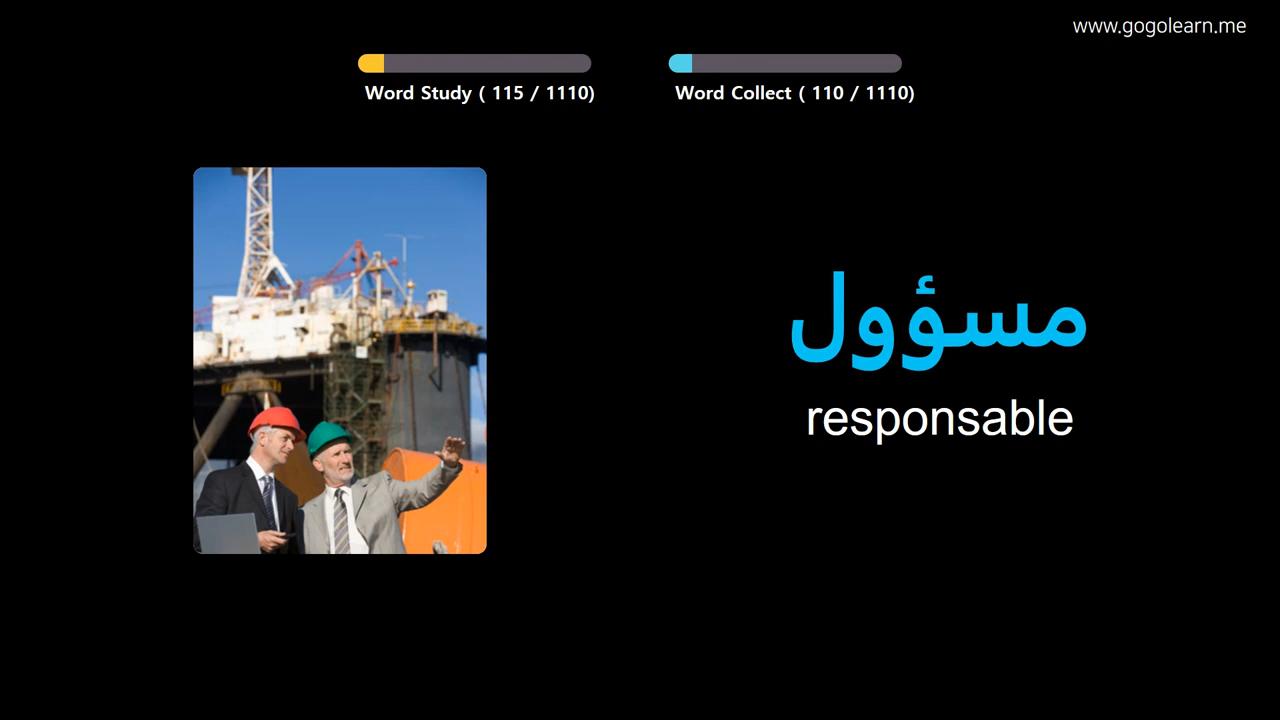 www.gogolearn.me
Word Study ( 115 / 1110)
Word Collect ( 110 / 1110)
مسؤول
responsable